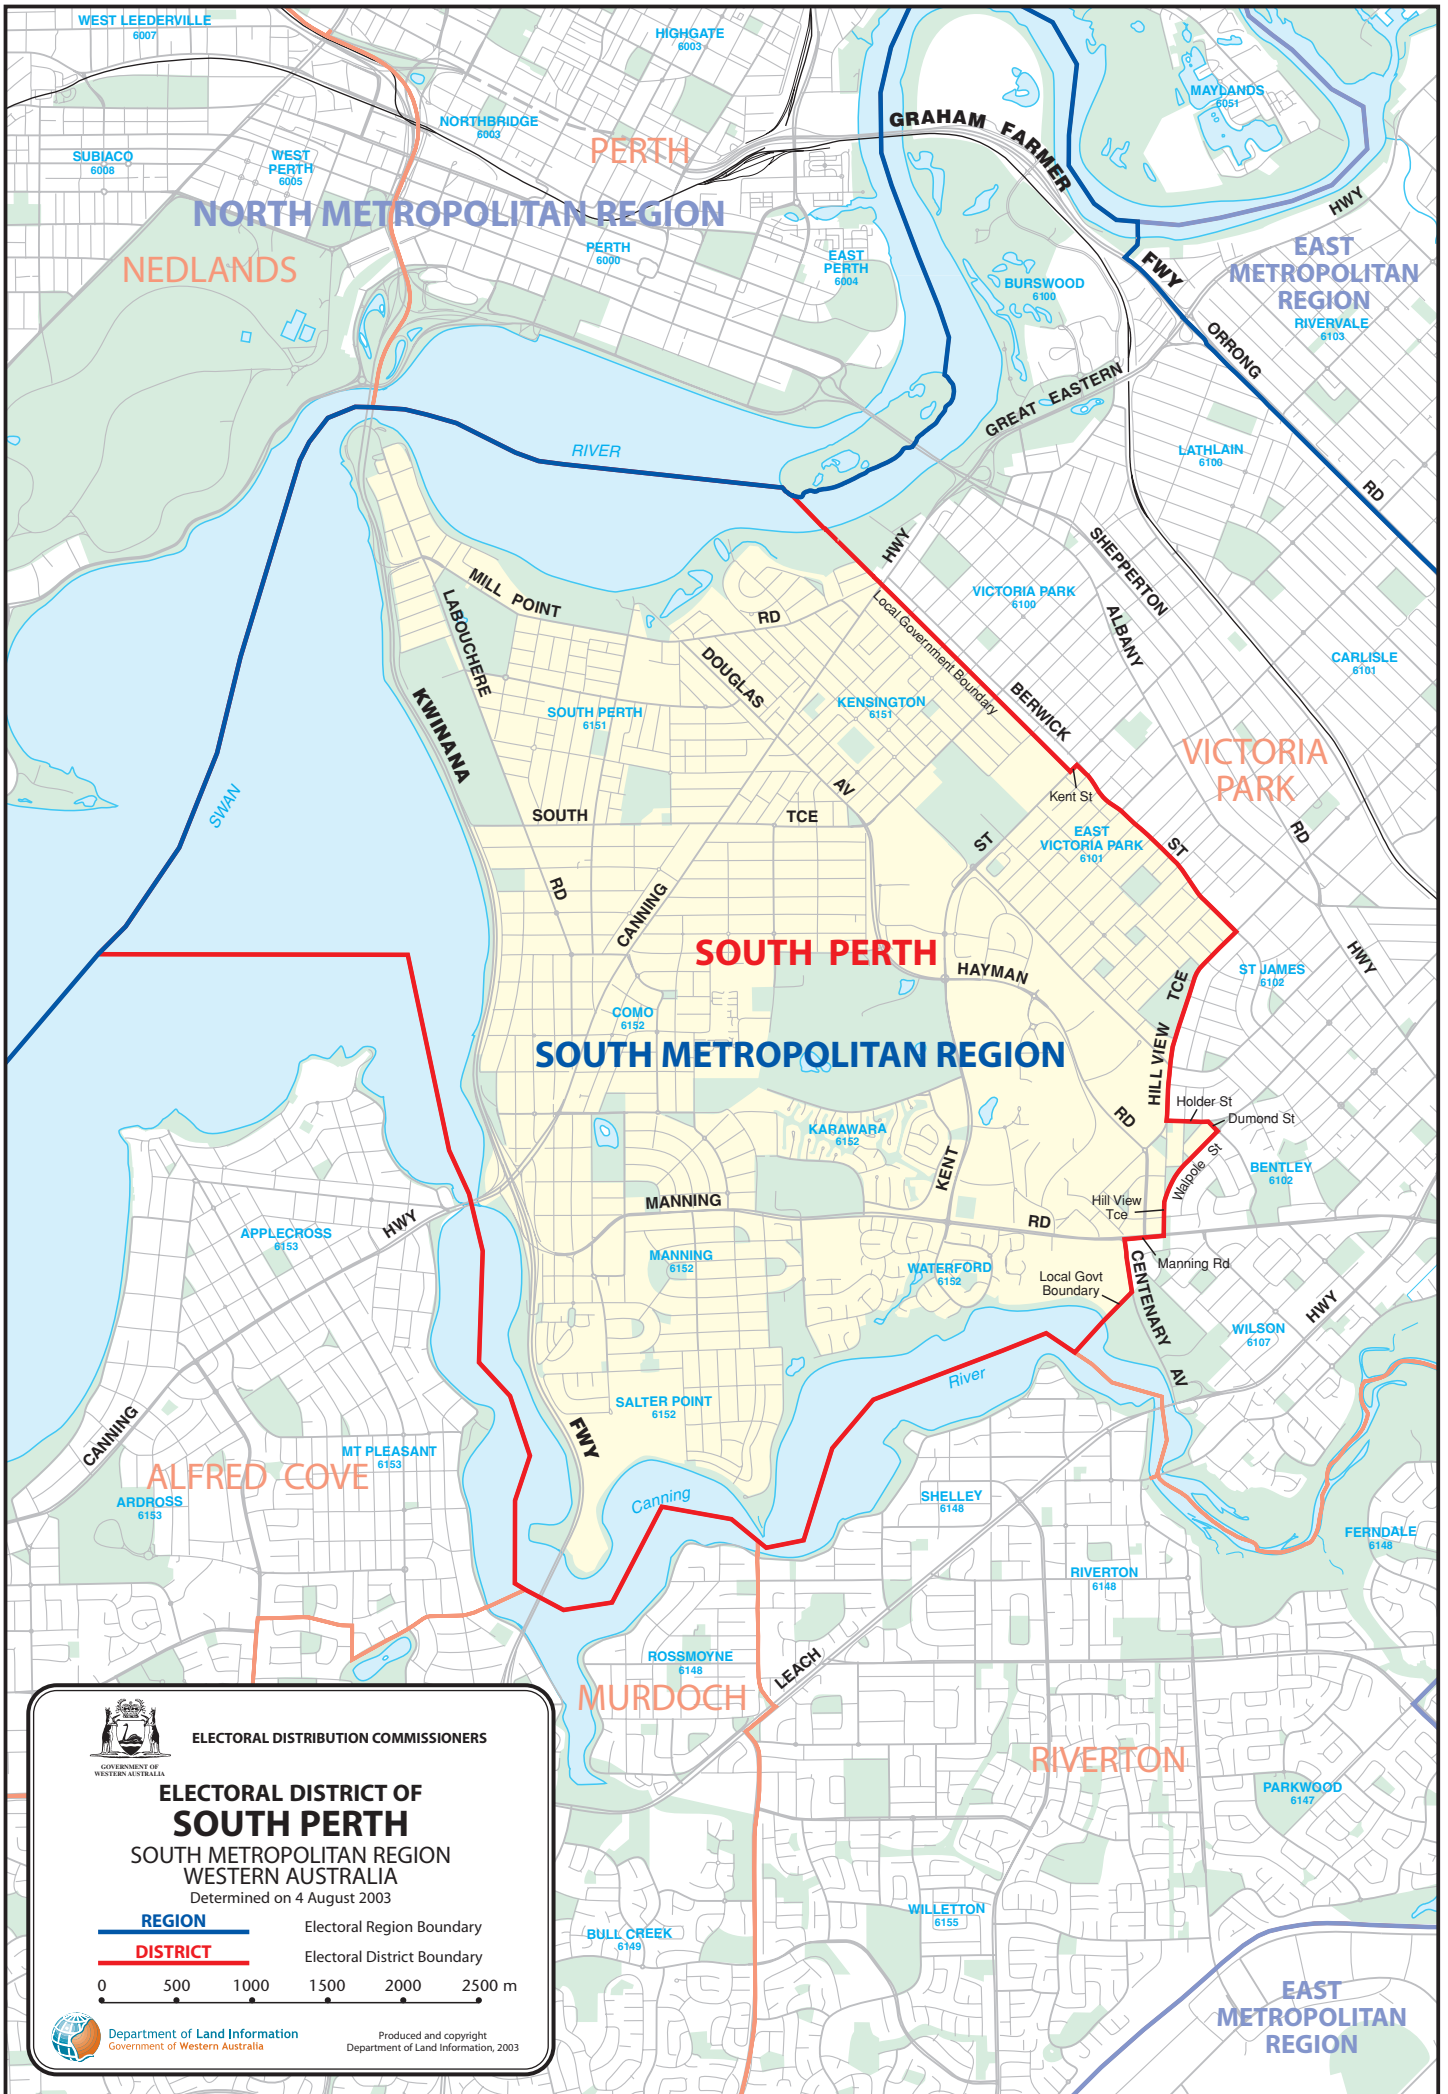 WEST LEEDERVILLE
6007
HIGHGATE
6003
MAYLANDS
6051
NORTHBRIDGE
6003
GRAHAM FARMER
FWY
PERTH
SUBIACO
6008
WEST
PERTH
6005
HWY
NORTH METROPOLITAN REGION
NEDLANDS
PERTH
6000
EAST
PERTH
6004
BURSWOOD
6100
EAST
METROPOLITAN
REGION
RIVERVALE
6103
ORRONG
RD
GREAT EASTERN
HWY
RIVER
LATHLAIN
6100
SHEPPERTON
MILL POINT
RD
LABOUCHERE
RD
VICTORIA PARK
6100
ALBANY
Local Government Boundary
DOUGLAS
AV
CARLISLE
6101
KWINANA
SOUTH PERTH
6151
KENSINGTON
6151
BERWICK
ST
VICTORIA
PARK
Kent St
SWAN
SOUTH
TCE
EAST
VICTORIA PARK
6101
ST
RD
HWY
CANNING
SOUTH PERTH
HAYMAN
RD
ST JAMES
6102
HILL VIEW TCE
COMO
6152
SOUTH METROPOLITAN REGION
Holder St
Dumond St
KARAWARA
6152
KENT
Walpole St
BENTLEY
6102
MANNING
RD
Hill View
Tce
APPLECROSS
6153
HWY
MANNING
6152
WATERFORD
6152
Manning Rd
Local Govt
Boundary
CENTENARY
AV
HWY
WILSON
6107
River
SALTER POINT
6152
FWY
CANNING
MT PLEASANT
6153
ALFRED COVE
ARDROSS
6153
Canning
SHELLEY
6148
FERNDALE
6148
RIVERTON
6148
ROSSMOYNE
6148
LEACH
MURDOCH
RIVERTON
PARKWOOD
6147
WILLETTON
6155
BULL CREEK
6149
EAST
METROPOLITAN
REGION
GOVERNMENT OF
WESTERN AUSTRALIA
ELECTORAL DISTRIBUTION COMMISSIONERS
ELECTORAL DISTRICT OF
SOUTH PERTH
SOUTH METROPOLITAN REGION
WESTERN AUSTRALIA
Determined on 4 August 2003
REGION Electoral Region Boundary
DISTRICT Electoral District Boundary
0 500 1000 1500 2000 2500 m
Department of Land Information
Government of Western Australia
Produced and copyright
Department of Land Information, 2003